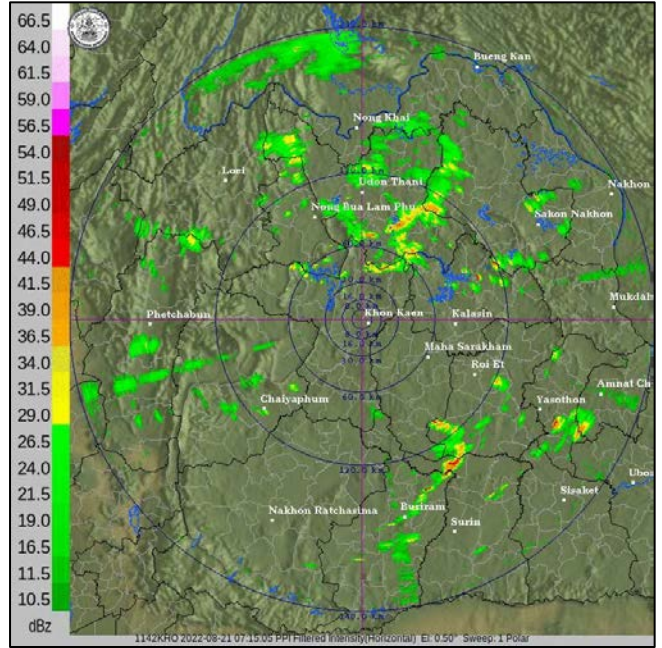 66.5
64.0
61.5
59.0
56.5
54.0
51.5
49.0
46.5
44.0
41.5
39.0
36.5
34.0
31.5
29.0
26.5
24.0
21.5
19.0
16.5
11.5
10.5
dBz
Bueng Kan
Nong Khai
Loei
Udon Thani
Nakhon
Nong Bua Lam Phu
Sakon Nakhon
Mukdah
Phetchabun
Khon Kaen
Kalasin
Maha Sarakham
Roi Et
Chaiyaphum
Yasothon
Amnat Ch
60.0 km
120.0 km
Ubon
Sisaket
Nakhon Ratchasima
Buriram
Surin
1142KHO 2022-08-21 07:15:05 PPI Filtered Intensity(Horizontal) El: 0.50° Sweep: 1 Polar